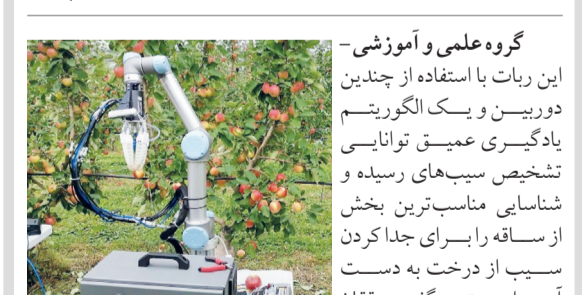 گروه علمی و آموزشی -
این ربات با استفاده از چندین
دوربین و یک الگوریتم
یادگیری عمیق توانایی
تشخیص سیب‌های رسیده و
شناسایی مناسب‌ترین بخش
از ساقه را برای جدا کردن
سیب از درخت به دست